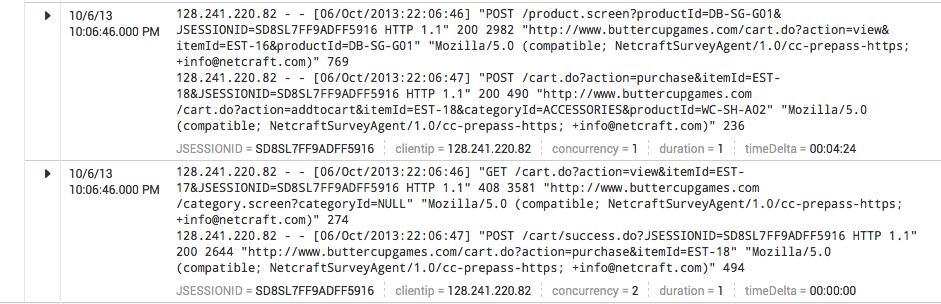 10/6/13
10:06:46.000 PM
128.241.220.82 - - [06/Oct/2013:22:06:46] "POST /product.screen?productId=DB-SG-G01&
JSESSIONID=SD8SL7FF9ADFF5916 HTTP 1.1" 200 2982 "http://www.buttercupgames.com/cart.do?action=view&
itemId=EST-16&productId=DB-SG-G01" "Mozilla/5.0 (compatible; NetcraftSurveyAgent/1.0/cc-prepass-https;
+info@netcraft.com)" 769
128.241.220.82 - - [06/Oct/2013:22:06:47] "POST /cart.do?action=purchase&itemId=EST-
18&JSESSIONID=SD8SL7FF9ADFF5916 HTTP 1.1" 200 490 "http://www.buttercupgames.com
/cart.do?action=addtocart&itemId=EST-18&categoryId=ACCESSORIES&productId=WC-SH-A02" "Mozilla/5.0
(compatible; NetcraftSurveyAgent/1.0/cc-prepass-https; +info@netcraft.com)" 236
JSESSIONID = SD8SL7FF9ADFF5916 clientip = 128.241.220.82 concurrency = 1 duration = 1 timeDelta = 00:04:24
10/6/13
10:06:46.000 PM
128.241.220.82 - - [06/Oct/2013:22:06:46] "GET /cart.do?action=view&itemId=EST-
17&JSESSIONID=SD8SL7FF9ADFF5916 HTTP 1.1" 408 3581 "http://www.buttercupgames.com
/category.screen?categoryId=NULL" "Mozilla/5.0 (compatible; NetcraftSurveyAgent/1.0/cc-prepass-https;
+info@netcraft.com)" 274
128.241.220.82 - - [06/Oct/2013:22:06:47] "POST /cart/success.do?JSESSIONID=SD8SL7FF9ADFF5916 HTTP 1.1"
200 2644 "http://www.buttercupgames.com/cart.do?action=purchase&itemId=EST-18" "Mozilla/5.0
(compatible; NetcraftSurveyAgent/1.0/cc-prepass-https; +info@netcraft.com)" 494
JSESSIONID = SD8SL7FF9ADFF5916 clientip = 128.241.220.82 concurrency = 2 duration = 1 timeDelta = 00:00:00